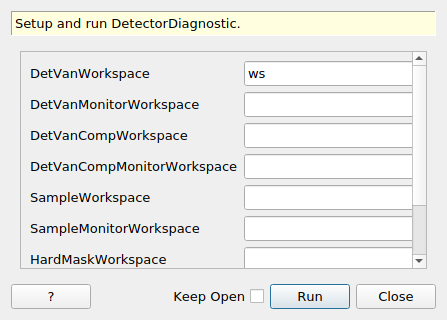 Setup and run DetectorDiagnostic.
DetVanWorkspace ws
DetVanMonitorWorkspace
DetVanCompWorkspace
DetVanCompMonitorWorkspace
SampleWorkspace
SampleMonitorWorkspace
HardMaskWorkspace
? Keep Open Run Close